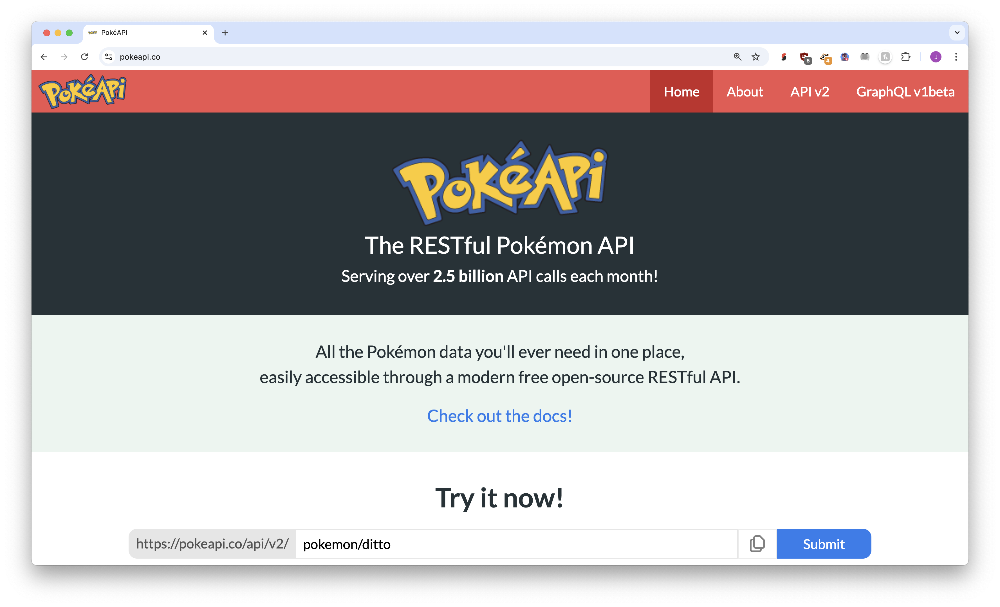 PokéAPI
pokeapi.co
5
4
J
PokéAPi
Home
About
API v2
GraphQL v1beta
PokéAPi
The RESTful Pokémon API
Serving over 2.5 billion API calls each month!
All the Pokémon data you'll ever need in one place,
easily accessible through a modern free open-source RESTful API.
Check out the docs!
Try it now!
https://pokeapi.co/api/v2/
pokemon/ditto
Submit